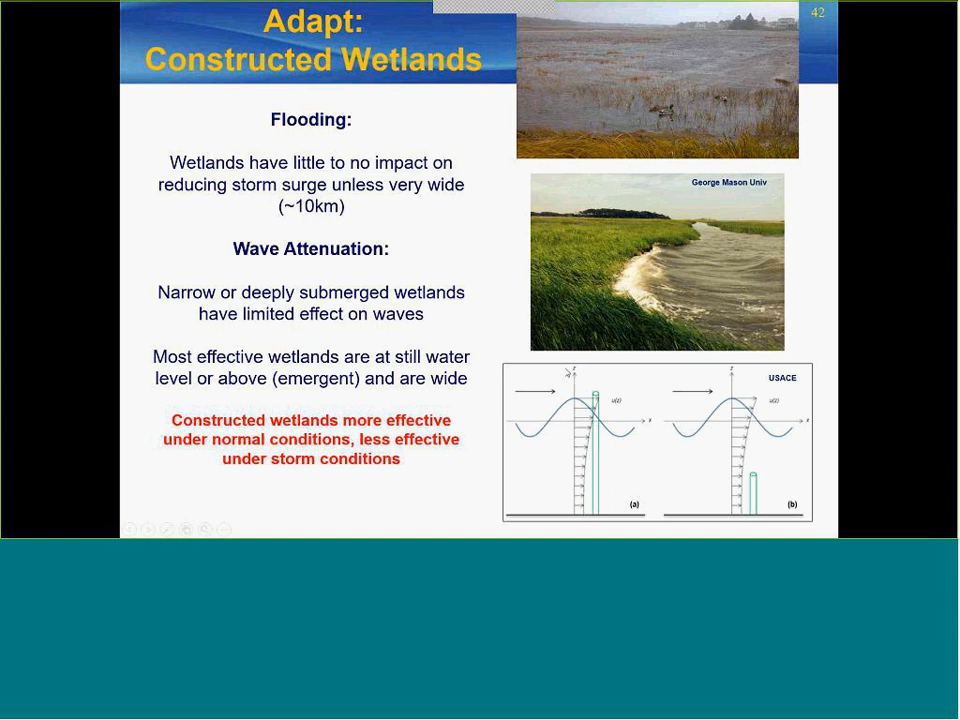 Adapt:
Constructed Wetlands
42
Flooding:
Wetlands have little to no impact on
reducing storm surge unless very wide
(~10km)
Wave Attenuation:
Narrow or deeply submerged wetlands
have limited effect on waves
Most effective wetlands are at still water
level or above (emergent) and are wide
Constructed wetlands more effective
under normal conditions, less effective
under storm conditions
George Mason Univ
USACE
z
u(z)
x
(a)
z
u(z)
x
(b)